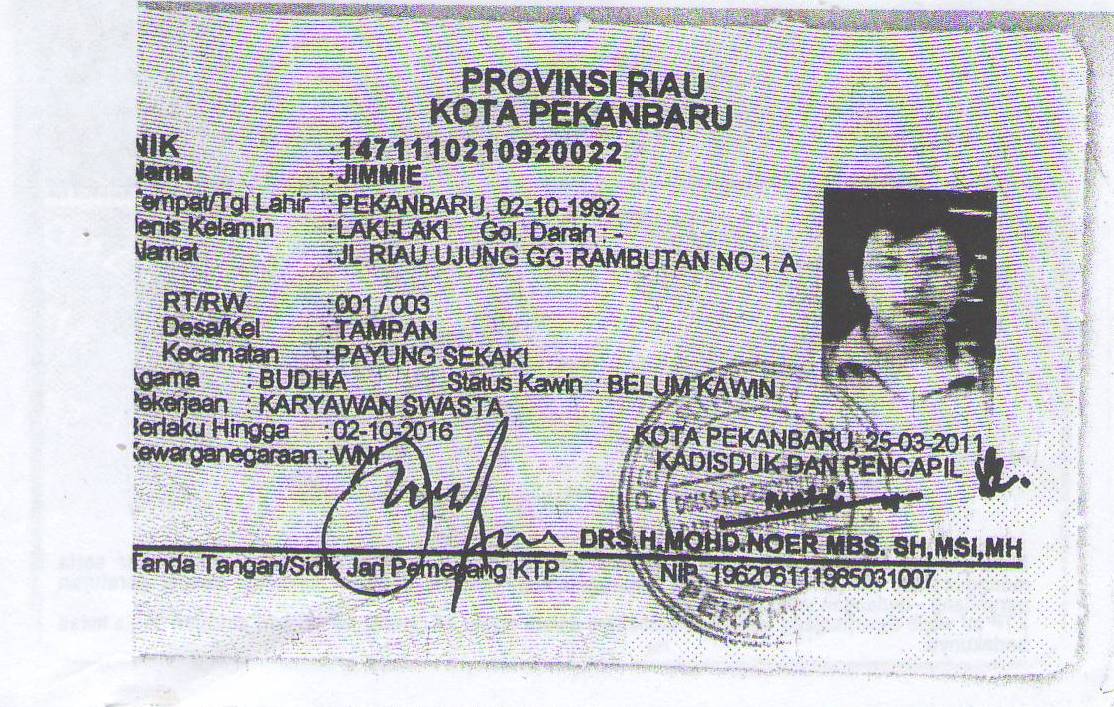 PROVINSI RIAU
KOTA PEKANBARU
NIK : 1471110210920022
Nama : JIMMIE
Tempat/Tgl Lahir : PEKANBARU, 02-10-1992
Jenis Kelamin : LAKI-LAKI Gol. Darah : -
Alamat : JL RIAU UJUNG GG RAMBUTAN NO 1 A
RT/RW : 001 / 003
Desa/Kel : TAMPAN
Kecamatan : PAYUNG SEKAKI
Agama : BUDHA Status Kawin : BELUM KAWIN
Pekerjaan : KARYAWAN SWASTA
Berlaku Hingga : 02-10-2016
Kewarganegaraan : WNI
KOTA PEKANBARU, 25-03-2011
KADISDUK DAN PENCAPIL
DRS.H.MOHD.NOER MBS. SH,MSI,MH
Tanda Tangan/Sidik Jari Pemegang KTP
NIP. 196206111985031007